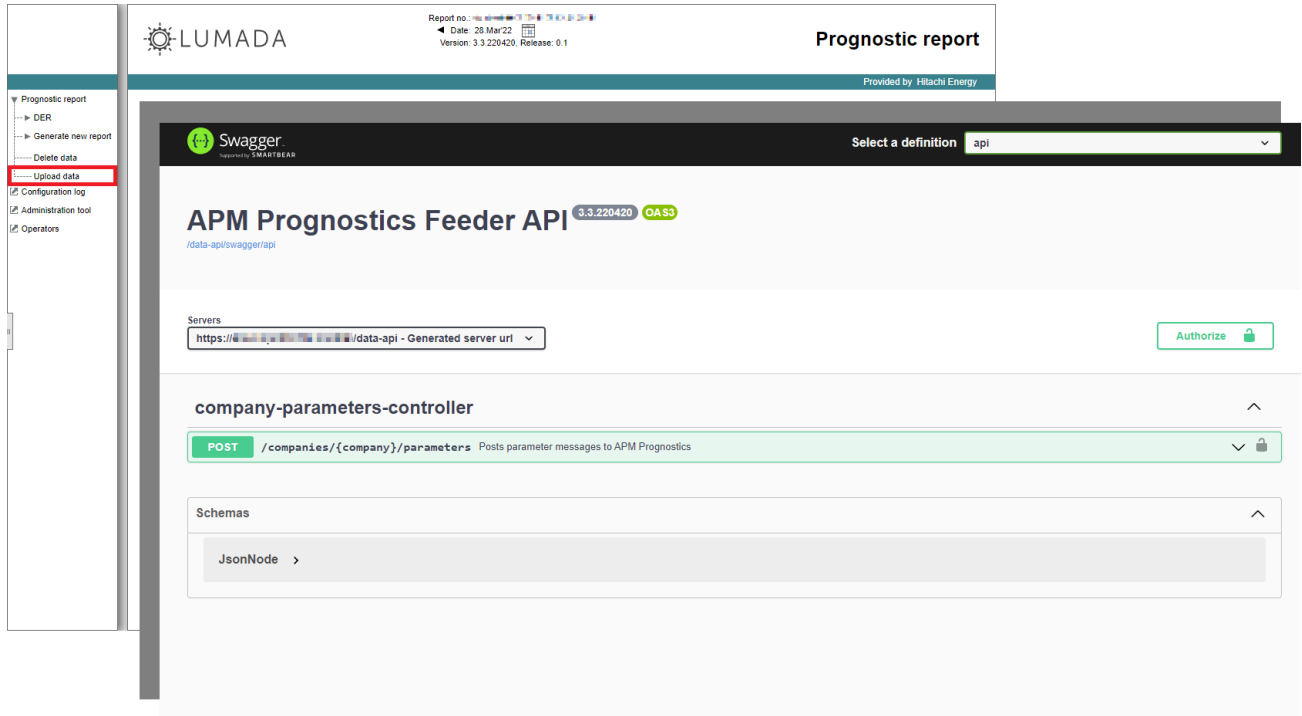 LUMADA
Report no.:
Date: 28.Mar'22
Version: 3.3.220420, Release: 0.1
Prognostic report
Provided by Hitachi Energy
Prognostic report
DER
Generate new report
Delete data
Upload data
Configuration log
Administration tool
Operators
{...} Swagger.
Supported by SMARTBEAR
Select a definition api
APM Prognostics Feeder API 3.3.220420 OAS3
/data-api/swagger/api
Servers
https:// /data-api - Generated server url
Authorize
company-parameters-controller
POST /companies/{company}/parameters Posts parameter messages to APM Prognostics
Schemas
JsonNode